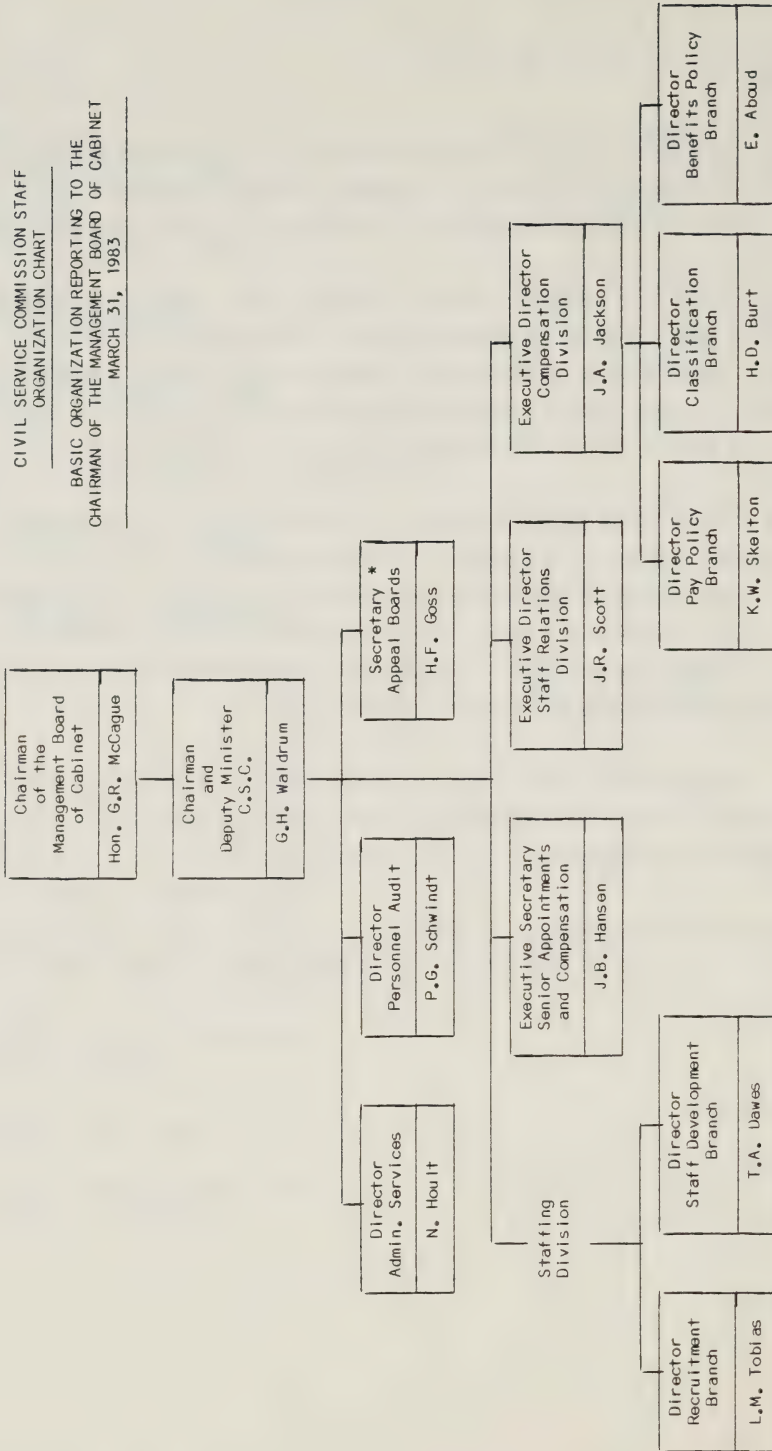 CIVIL SERVICE COMMISSION STAFF
ORGANIZATION CHART
BASIC ORGANIZATION REPORTING TO THE
CHAIRMAN OF THE MANAGEMENT BOARD OF CABINET
MARCH 31, 1983
Chairman
of the
Management Board
of Cabinet
Hon. G.R. McCague
Chairman
and
Deputy Minister
C.S.C.
G.H. Waldrum
Director
Admin. Services
N. Hoult
Director
Personnel Audit
P.G. Schwindt
Secretary *
Appeal Boards
H.F. Goss
Staffing
Division
Executive Secretary
Senior Appointments
and Compensation
J.B. Hansen
Executive Director
Staff Relations
Division
J.R. Scott
Executive Director
Compensation
Division
J.A. Jackson
Director
Recruitment
Branch
L.M. Tobias
Director
Staff Development
Branch
T.A. Dawes
Director
Pay Policy
Branch
K.W. Skelton
Director
Classification
Branch
H.D. Burt
Director
Benefits Policy
Branch
E. Aboud